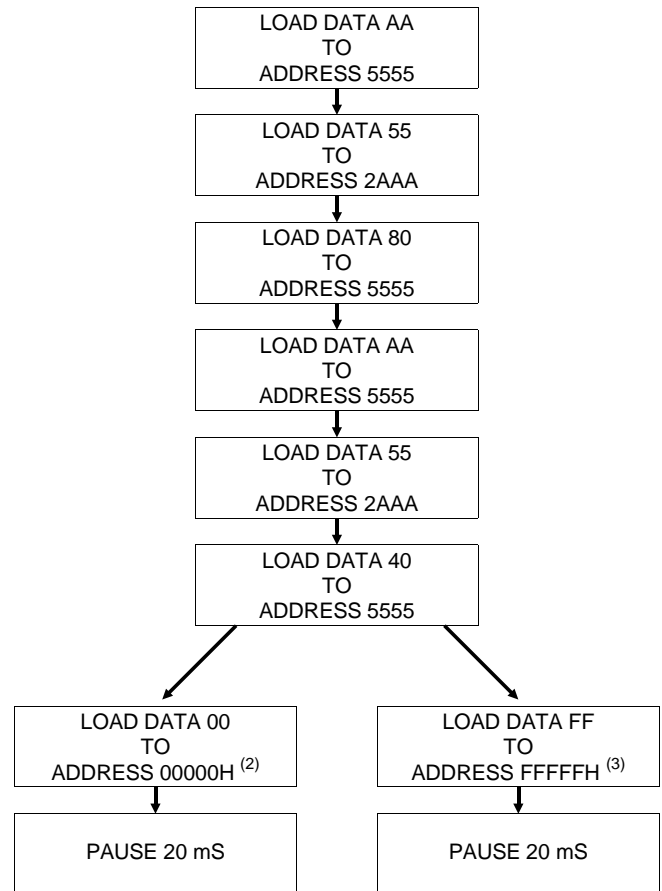 LOAD DATA AA
TO
ADDRESS 5555
LOAD DATA 55
TO
ADDRESS 2AAA
LOAD DATA 80
TO
ADDRESS 5555
LOAD DATA AA
TO
ADDRESS 5555
LOAD DATA 55
TO
ADDRESS 2AAA
LOAD DATA 40
TO
ADDRESS 5555
LOAD DATA 00
TO
ADDRESS 00000H (2)
PAUSE 20 mS
LOAD DATA FF
TO
ADDRESS FFFFFH (3)
PAUSE 20 mS